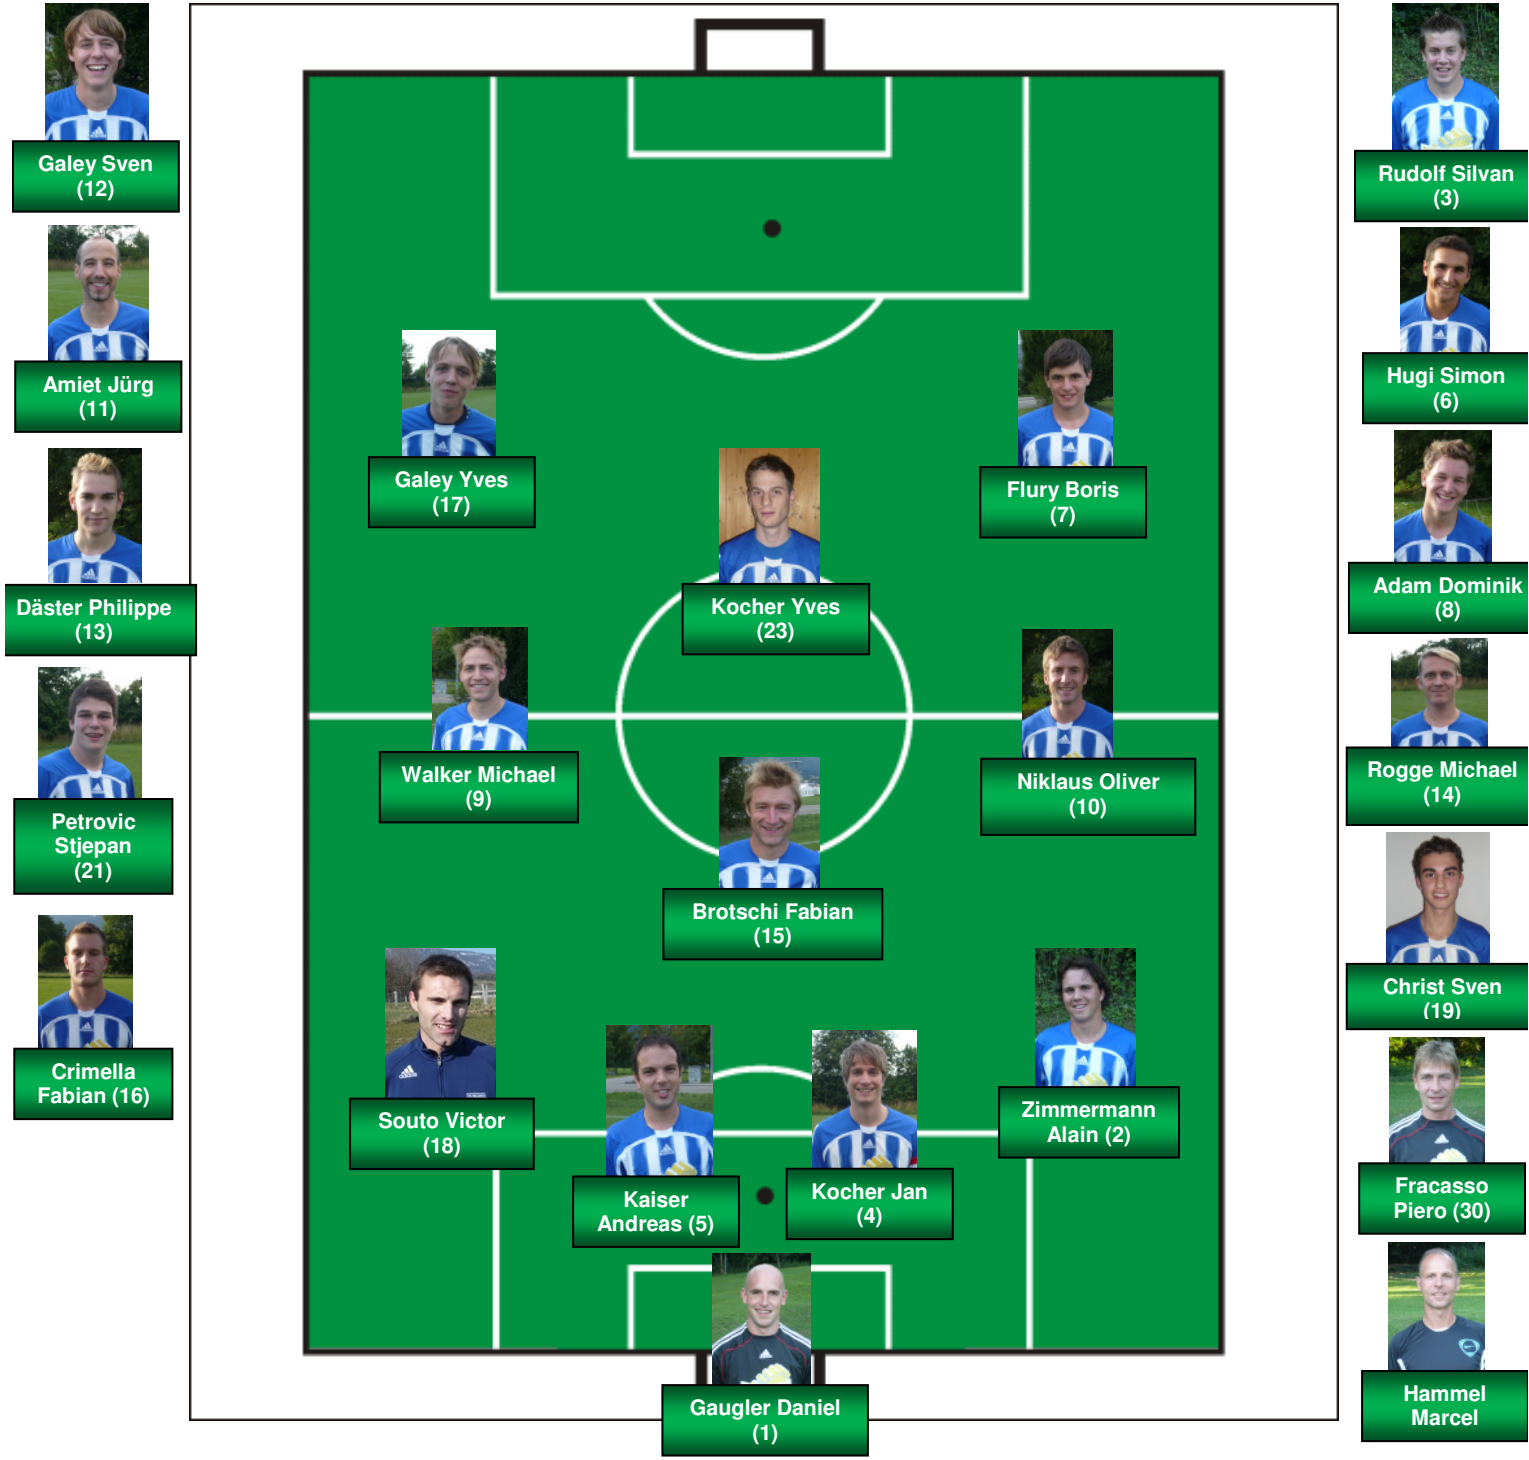 Galey Sven
(12)
Amiet Jürg
(11)
Däster Philippe
(13)
Petrovic
Stjepan
(21)
Crimella
Fabian (16)
Galey Yves
(17)
Flury Boris
(7)
Kocher Yves
(23)
Walker Michael
(9)
Niklaus Oliver
(10)
Brotschi Fabian
(15)
Souto Victor
(18)
Kaiser
Andreas (5)
Kocher Jan
(4)
Zimmermann
Alain (2)
Gaugler Daniel
(1)
Rudolf Silvan
(3)
Hugi Simon
(6)
Adam Dominik
(8)
Rogge Michael
(14)
Christ Sven
(19)
Fracasso
Piero (30)
Hammel
Marcel